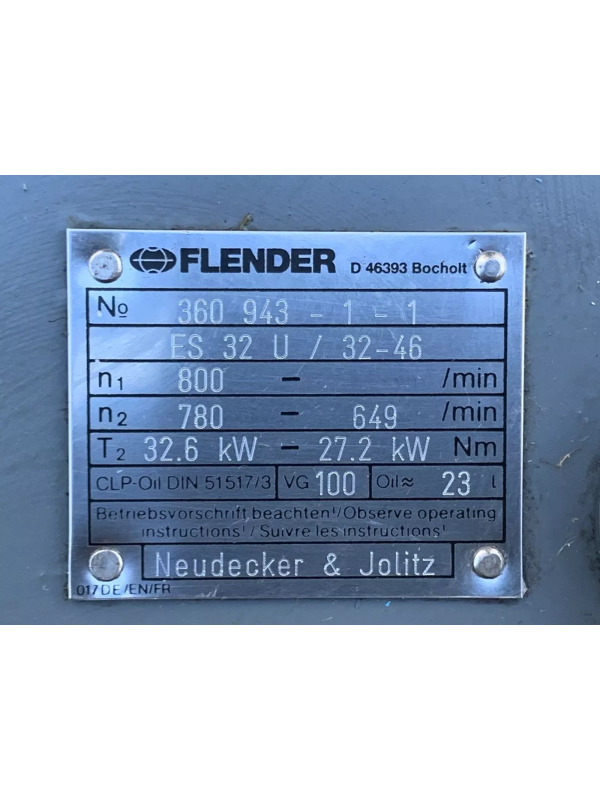 FLENDER D 46393 Bocholt
No 360 943 - 1 - 1
ES 32 U / 32-46
n1 800 - /min
n2 780 - 649 /min
T2 32.6 kW - 27.2 kW Nm
CLP-Oil DIN 51517/3 VG 100 Oil≈ 23 l
Betriebsvorschrift beachten!/Observe operating
instructions!/Suivre les instructions!
Neudecker & Jolitz
017 DE/EN/FR